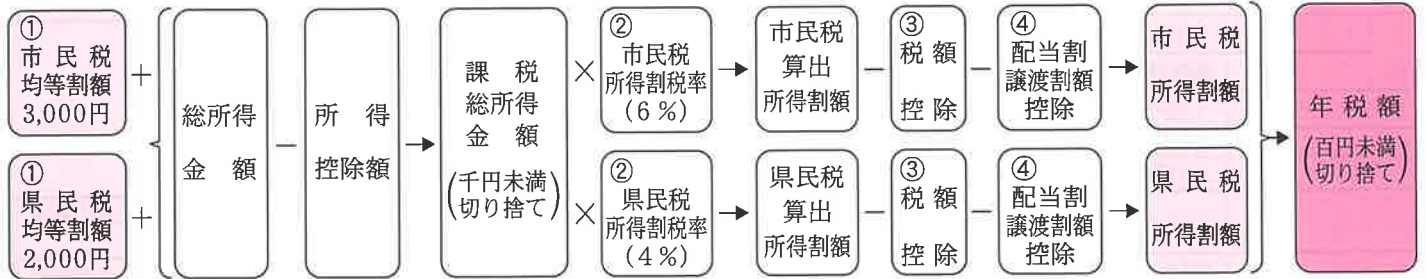 ①
市民税
均等割額
3,000円
＋
①
県民税
均等割額
2,000円
＋
総所得
金額
－
所得
控除額
→
課税
総所得
金額
(千円未満
切り捨て)
×
②
市民税
所得割税率
(6%)
→
市民税
算出
所得割額
－
③
税額
控除
－
④
配当割
譲渡割額
控除
→
市民税
所得割額
×
②
県民税
所得割税率
(4%)
→
県民税
算出
所得割額
－
③
税額
控除
－
④
配当割
譲渡割額
控除
→
県民税
所得割額
年税額
(百円未満
切り捨て)